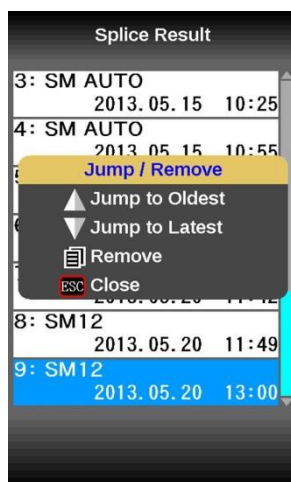 Splice Result
3: SM AUTO
2013.05.15 10:25
4: SM AUTO
2013.05.15 10:55
Jump / Remove
Jump to Oldest
Jump to Latest
Remove
ESC Close
8: SM12
2013.05.20 11:49
9: SM12
2013.05.20 13:00